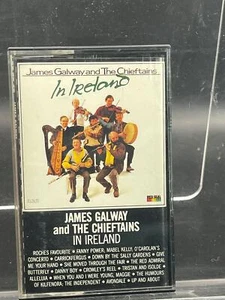 James Galway and The Chieftains
In Ireland
JAMES GALWAY
and THE CHIEFTAINS
IN IRELAND
ROCHES FAVOURITE • FANNY POWER, MABEL KELLY, O'CAROLAN'S
CONCERTO • CARRICKFERGUS • DOWN BY THE SALLY GARDENS • GIVE
ME YOUR HAND • SHE MOVED THROUGH THE FAIR • THE RED ADMIRAL
BUTTERFLY • DANNY BOY • CROWLEY'S REEL • TRISTAN AND ISOLDE •
ALLELUIA • WHEN YOU AND I WERE YOUNG, MAGGIE • THE HUMOURS
OF KILFENORA: THE INDEPENDENT • AVONDALE • UP AND ABOUT